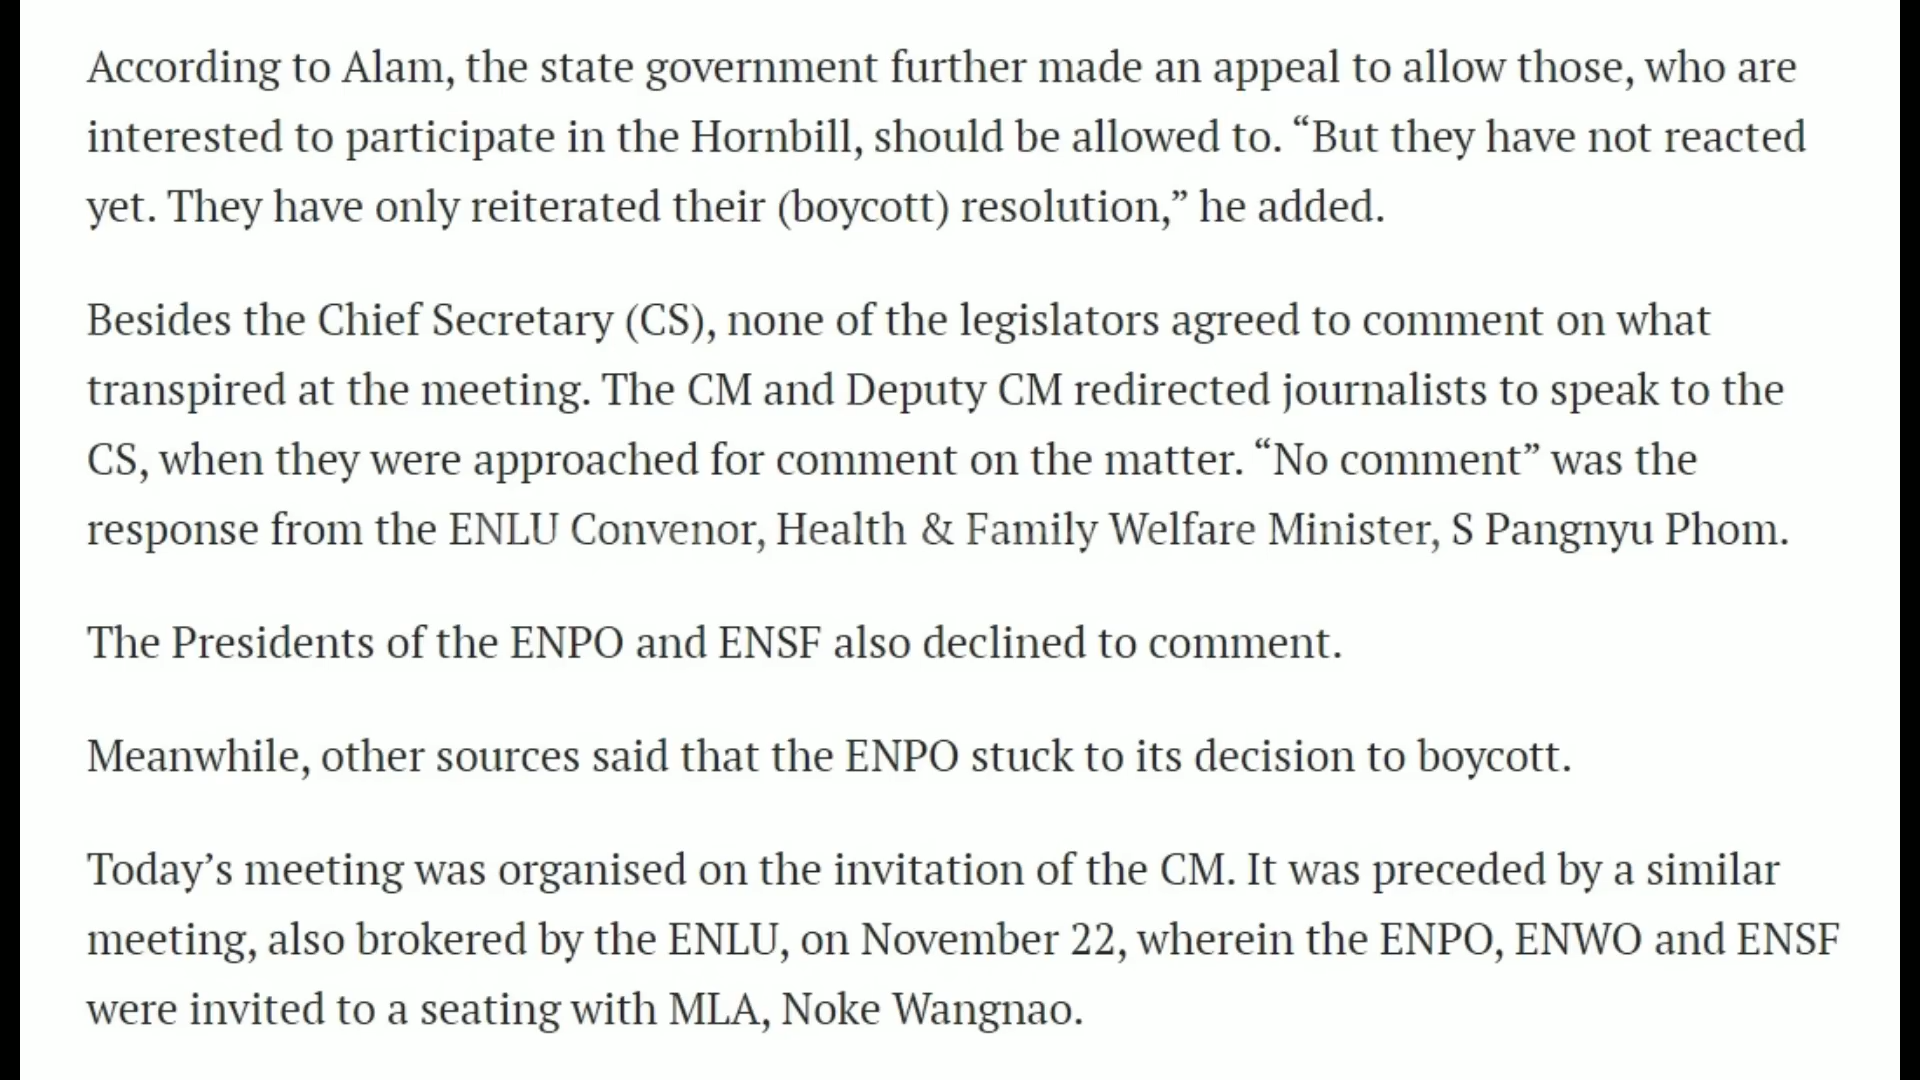 According to Alam, the state government further made an appeal to allow those, who are
interested to participate in the Hornbill, should be allowed to. “But they have not reacted
yet. They have only reiterated their (boycott) resolution,” he added.
Besides the Chief Secretary (CS), none of the legislators agreed to comment on what
transpired at the meeting. The CM and Deputy CM redirected journalists to speak to the
CS, when they were approached for comment on the matter. “No comment” was the
response from the ENLU Convenor, Health & Family Welfare Minister, S Pangnyu Phom.
The Presidents of the ENPO and ENSF also declined to comment.
Meanwhile, other sources said that the ENPO stuck to its decision to boycott.
Today’s meeting was organised on the invitation of the CM. It was preceded by a similar
meeting, also brokered by the ENLU, on November 22, wherein the ENPO, ENWO and ENSF
were invited to a seating with MLA, Noke Wangnao.